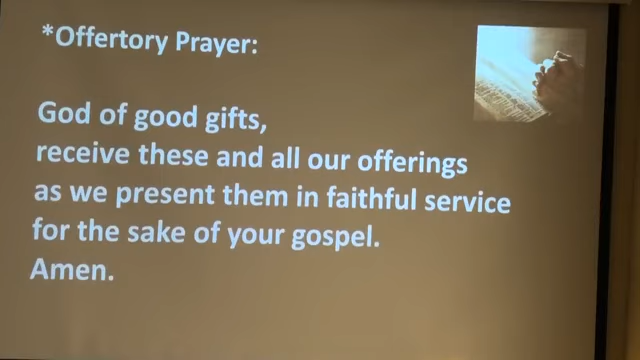 *Offertory Prayer:
God of good gifts,
receive these and all our offerings
as we present them in faithful service
for the sake of your gospel.
Amen.